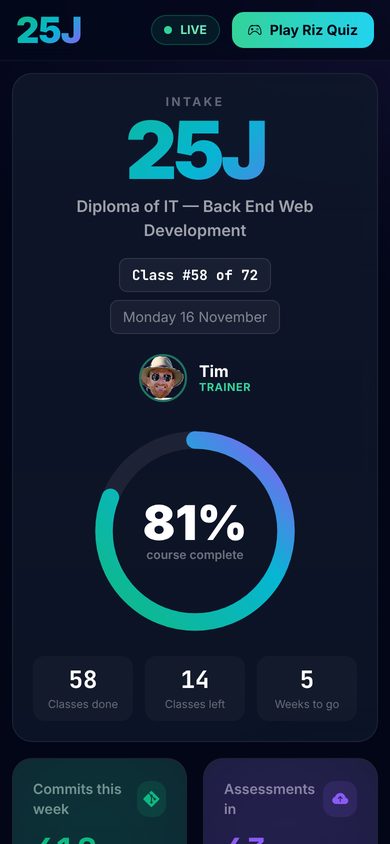 25J
LIVE
Play Riz Quiz
INTAKE
25J
Diploma of IT — Back End Web
Development
Class #58 of 72
Monday 16 November
Tim
TRAINER
81%
course complete
58
Classes done
14
Classes left
5
Weeks to go
Commits this
week
Assessments
in